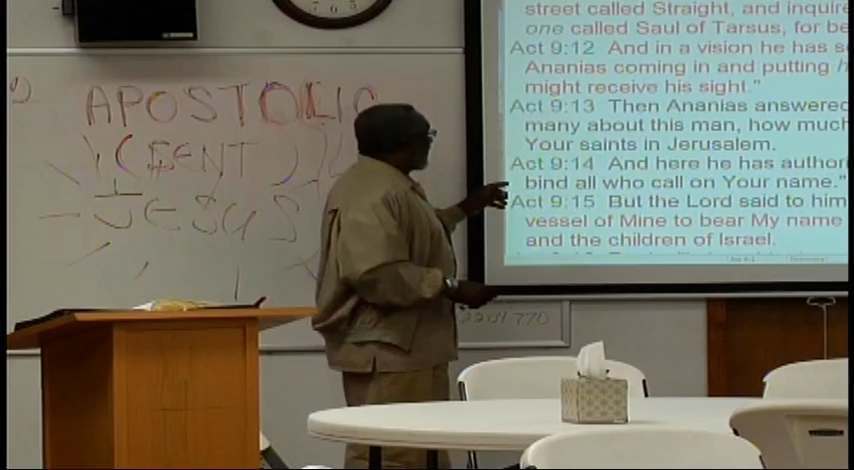 APOSTOLIC
JESUS
street called Straight, and inquire
one called Saul of Tarsus, for be
Act 9:12 And in a vision he has s
Ananias coming in and putting h
might receive his sight."
Act 9:13 Then Ananias answered
many about this man, how much
Your saints in Jerusalem.
Act 9:14 And here he has authori
bind all who call on Your name."
Act 9:15 But the Lord said to him
vessel of Mine to bear My name
and the children of Israel.